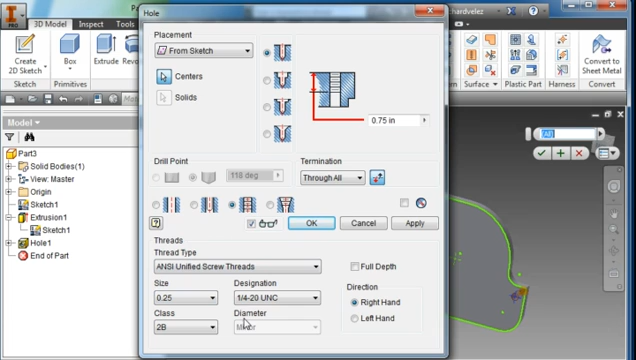 I
PRO
Hole
3D Model
Inspect
Tools
Create
2D Sketch
Box
Extrude
Sketch
Primitives
Surface
Plastic Part
Harness
Convert to
Sheet Metal
Model
Part3
Solid Bodies(1)
View: Master
Origin
Sketch1
Extrusion1
Sketch1
Hole1
End of Part
Placement
From Sketch
Centers
Solids
0.75 in
Drill Point
118 deg
Termination
Through All
OK
Cancel
Apply
Threads
Thread Type
ANSI Unified Screw Threads
Full Depth
Size
Designation
0.25
1/4-20 UNC
Direction
Right Hand
Left Hand
Class
Diameter
2B